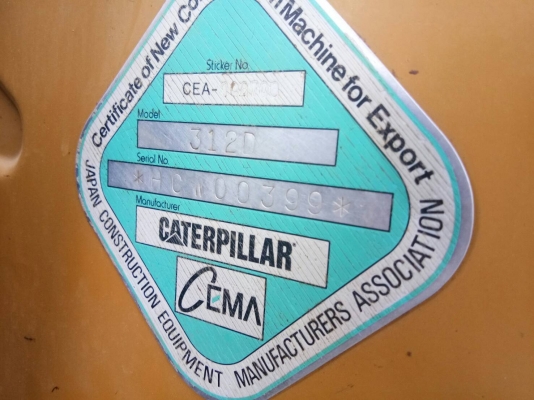 Certificate of New Machine for Export
Sticker No.
CEA-
Model
312D
Serial No.
Manufacturer
CATERPILLAR
CEMA
JAPAN CONSTRUCTION EQUIPMENT MANUFACTURERS ASSOCIATION